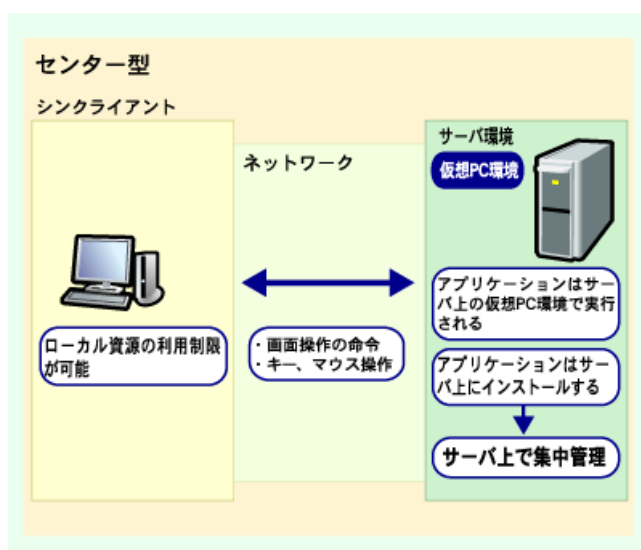 センター型
シンクライアント
ローカル資源の利用制限
が可能
ネットワーク
・画面操作の命令
・キー、マウス操作
サーバ環境
仮想PC環境
アプリケーションはサー
バ上の仮想PC環境で実行
される
アプリケーションはサー
バ上にインストールする
サーバ上で集中管理